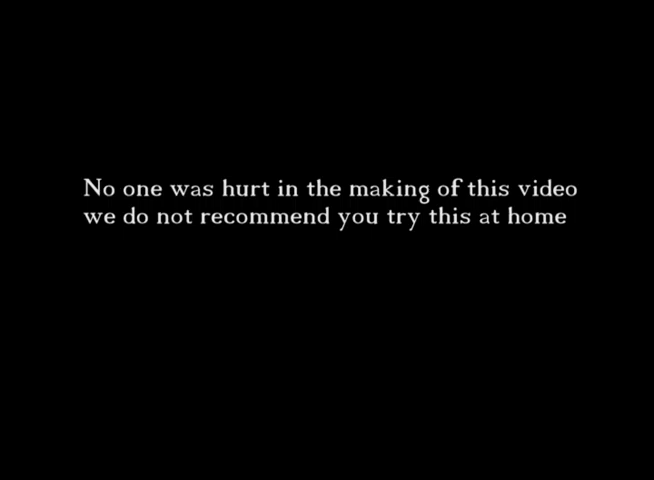 No one was hurt in the making of this video
we do not recommend you try this at home